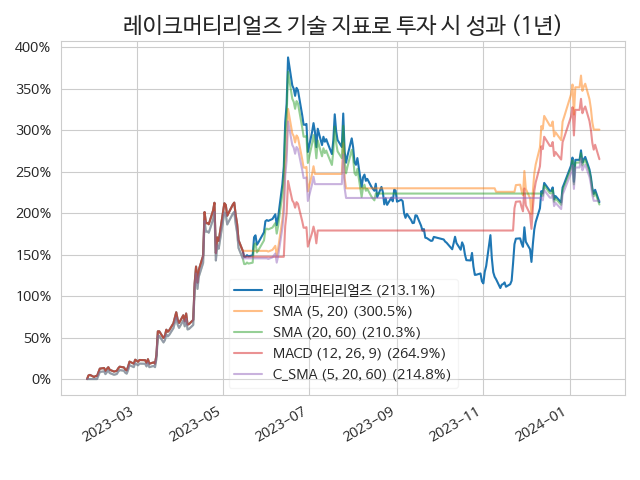 레이크머티리얼즈 기술 지표로 투자 시 성과 (1년)
400%
350%
300%
250%
200%
150%
100%
50%
0%
레이크머티리얼즈 (213.1%)
SMA (5, 20) (300.5%)
SMA (20, 60) (210.3%)
MACD (12, 26, 9) (264.9%)
C_SMA (5, 20, 60) (214.8%)
2023-03
2023-05
2023-07
2023-09
2023-11
2024-01